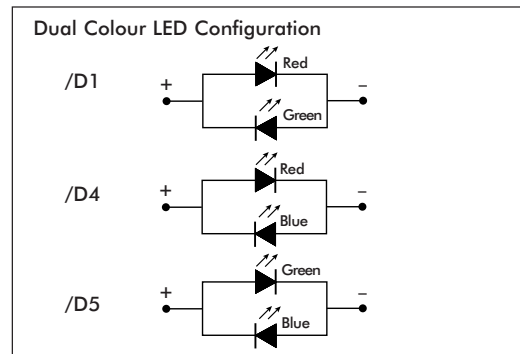 Dual Colour LED Configuration
/D1
+
Red
Green
–
/D4
+
Red
Blue
–
/D5
+
Green
Blue
–